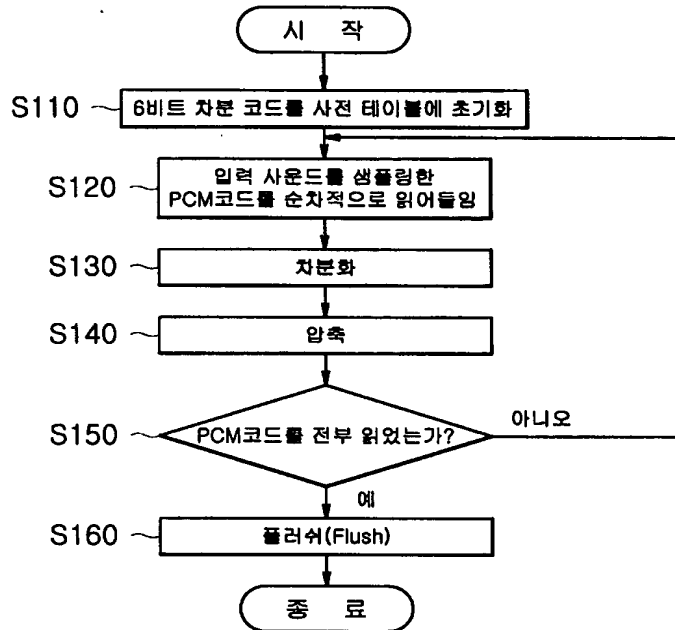 시 작
S110
6비트 차분 코드를 사전 테이블에 초기화
S120
입력 사운드를 샘플링한
PCM코드를 순차적으로 읽어들임
S130
차분화
S140
압축
S150
PCM코드를 전부 읽었는가?
아니오
예
S160
플러쉬(Flush)
종 료